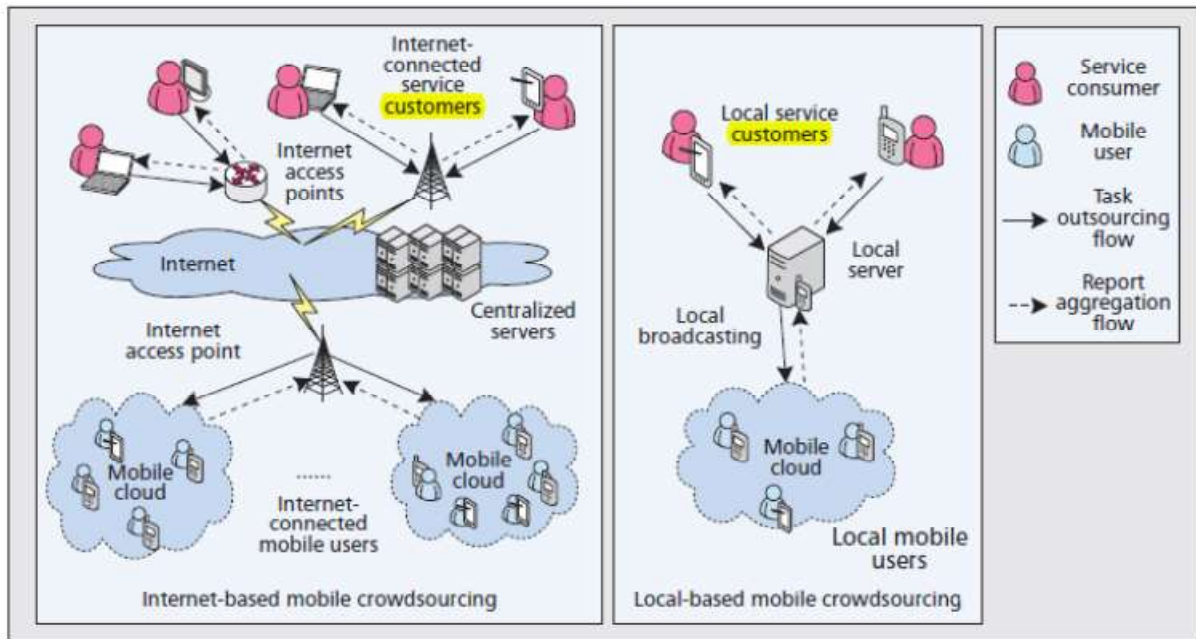 Internet-
connected
service
customers
Internet
access
points
Internet
Centralized
servers
Internet
access point
Mobile
cloud
......
Mobile
cloud
Internet-
connected
mobile users
Internet-based mobile crowdsourcing
Local service
customers
Local
server
Local
broadcasting
Mobile
cloud
Local mobile
users
Local-based mobile crowdsourcing
Service
consumer
Mobile
user
Task
outsourcing
flow
Report
aggregation
flow